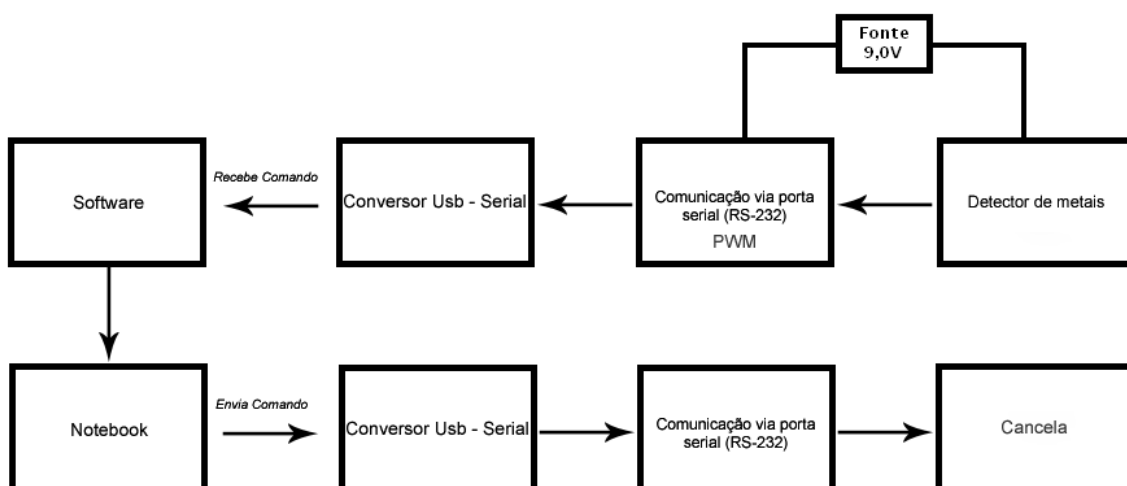 Fonte
9,0V
Software
Recebe Comando
Conversor Usb - Serial
Comunicação via porta
serial (RS-232)
PWM
Detector de metais
Notebook
Envia Comando
Conversor Usb - Serial
Comunicação via porta
serial (RS-232)
Cancela